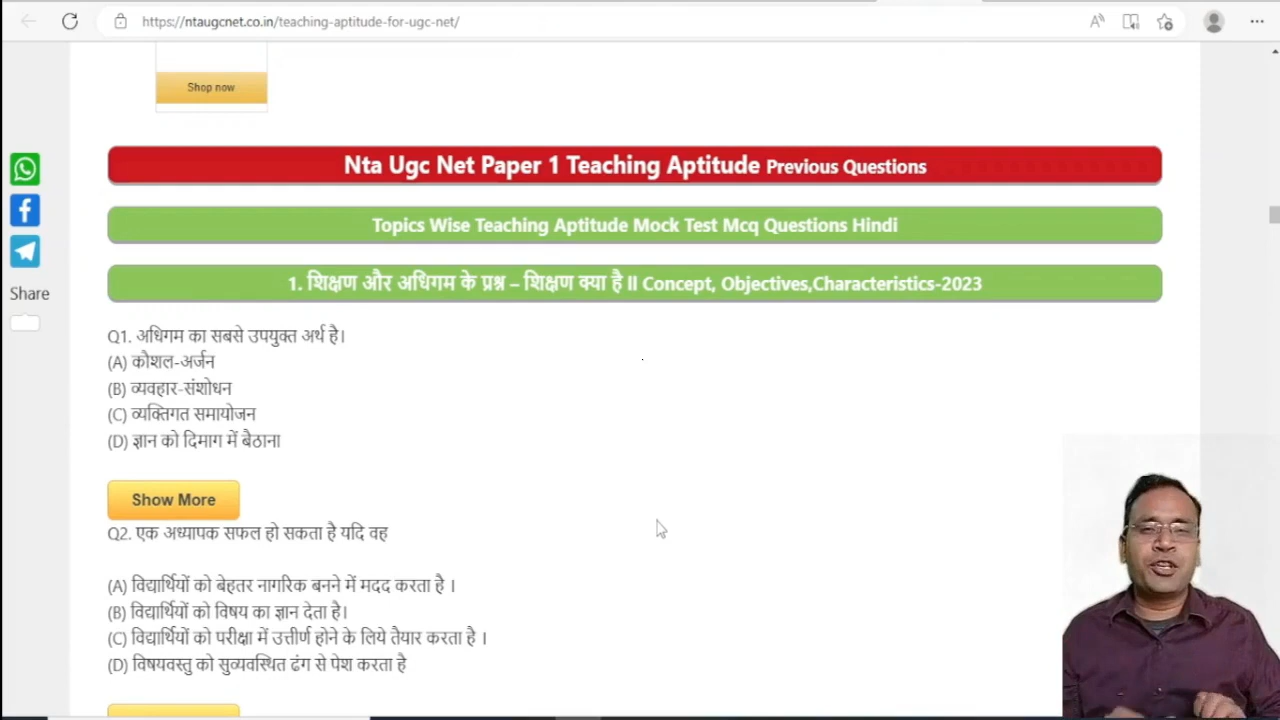 https://ntaugcnet.co.in/teaching-aptitude-for-ugc-net/
Shop now
Nta Ugc Net Paper 1 Teaching Aptitude Previous Questions
Topics Wise Teaching Aptitude Mock Test Mcq Questions Hindi
1. शिक्षण और अधिगम के प्रश्न – शिक्षण क्या है II Concept, Objectives,Characteristics-2023
Share
Q1. अधिगम का सबसे उपयुक्त अर्थ है।
(A) कौशल-अर्जन
(B) व्यवहार-संशोधन
(C) व्यक्तिगत समायोजन
(D) ज्ञान को दिमाग में बैठाना
Show More
Q2. एक अध्यापक सफल हो सकता है यदि वह
(A) विद्यार्थियों को बेहतर नागरिक बनने में मदद करता है ।
(B) विद्यार्थियों को विषय का ज्ञान देता है।
(C) विद्यार्थियों को परीक्षा में उत्तीर्ण होने के लिये तैयार करता है ।
(D) विषयवस्तु को सुव्यवस्थित ढंग से पेश करता है